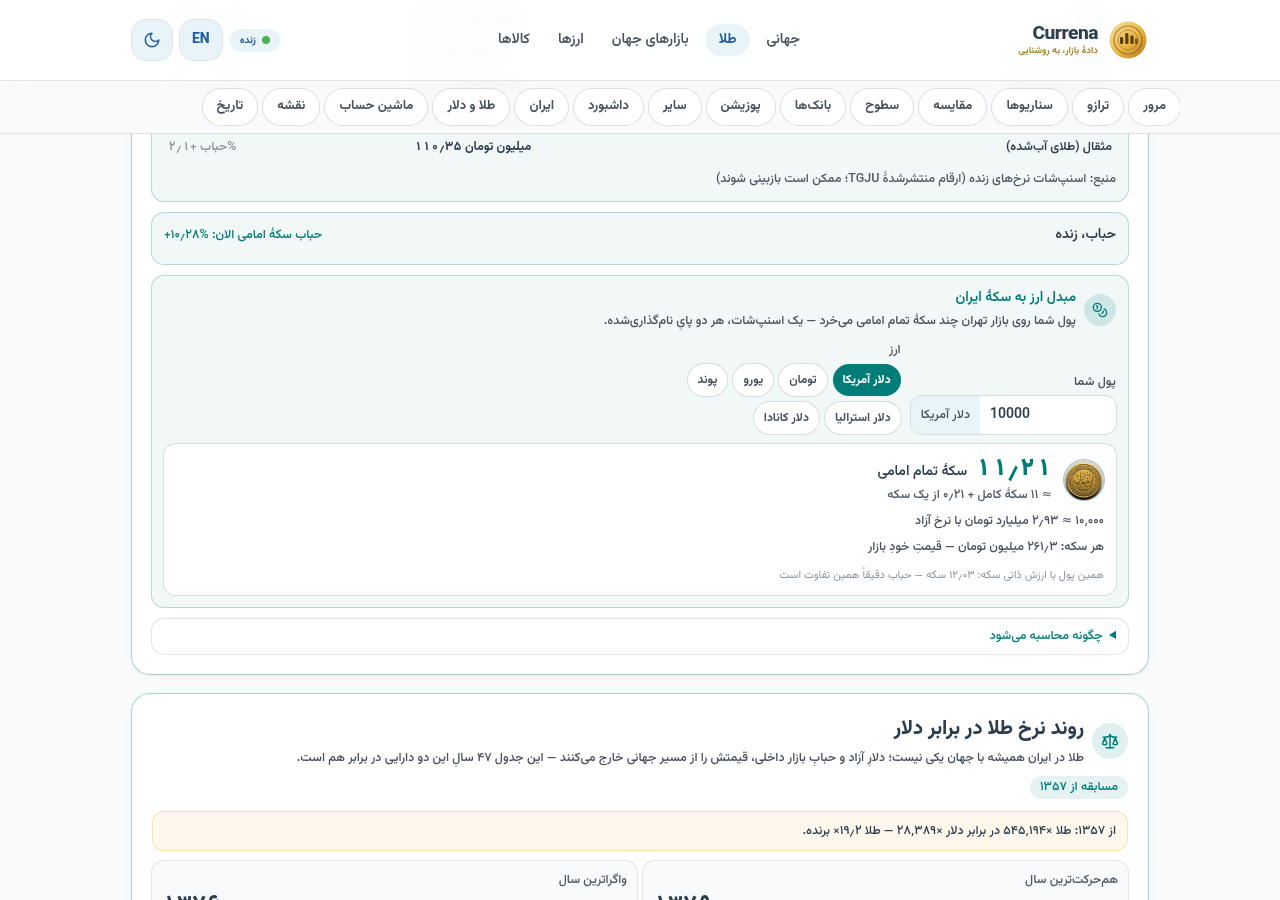 Currena
دادهٔ بازار، به روشنایی
جهانی
طلا
بازارهای جهان
ارزها
کالاها
زنده
EN
مرور
ترازو
سناریوها
مقایسه
سطوح
بانک‌ها
پوزیشن
سایر
داشبورد
ایران
طلا و دلار
ماشین حساب
نقشه
تاریخ
مثقال (طلای آب‌شده)
۱۱۰٫۳۵ میلیون تومان
حباب +۲٫۱%
منبع: اسنپ‌شات نرخ‌های زنده (ارقام منتشرشدهٔ TGJU؛ ممکن است بازبینی شوند)
حباب، زنده
حباب سکهٔ امامی الان: +۱۰٫۲۸%
مبدل ارز به سکهٔ ایران
پول شما روی بازار تهران چند سکهٔ تمام امامی می‌خرد — یک اسنپ‌شات، هر دو پایِ نام‌گذاری‌شده.
پول شما
10000
دلار آمریکا
ارز
دلار آمریکا
تومان
یورو
پوند
دلار استرالیا
دلار کانادا
۱۱٫۲۱ سکهٔ تمام امامی
≈ ۱۱ سکهٔ کامل + ۰٫۲۱ از یک سکه
۱۰,۰۰۰ ≈ ۲٫۹۳ میلیارد تومان با نرخ آزاد
هر سکه: ۲۶۱٫۳ میلیون تومان — قیمتِ خودِ بازار
همین پول با ارزش ذاتی سکه: ۱۲٫۰۳ سکه — حباب دقیقاً همین تفاوت است
چگونه محاسبه می‌شود
روند نرخ طلا در برابر دلار
طلا در ایران همیشه با جهان یکی نیست؛ دلارِ آزاد و حبابِ بازار داخلی، قیمتش را از مسیر جهانی خارج می‌کنند — این جدول ۴۷ سالِ این دو دارایی در برابر هم است.
مسابقه از ۱۳۵۷
از ۱۳۵۷: طلا ×۵۴۵,۱۹۴ در برابر دلار ×۲۸,۳۸۹ — طلا ۱۹٫۲× برنده.
هم‌حرکت‌ترین سال
واگراترین سال